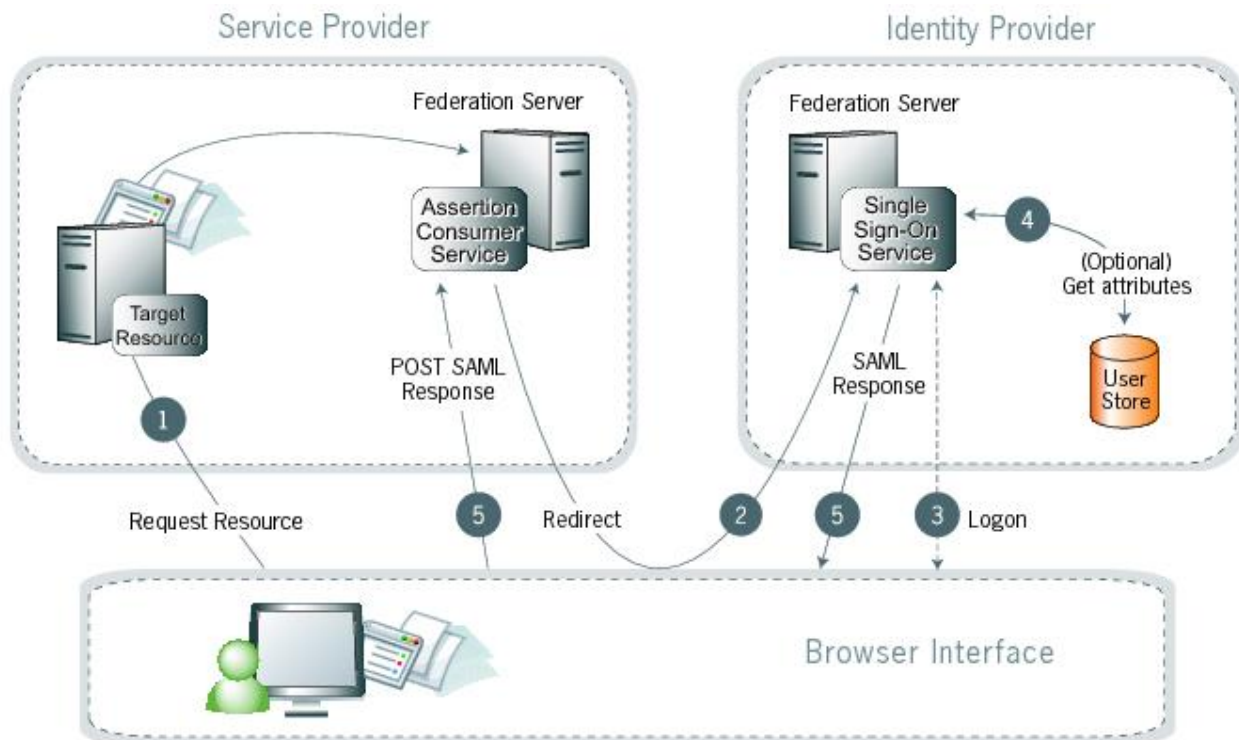 Service Provider
Identity Provider
Federation Server
Federation Server
Assertion
Consumer
Service
Single
Sign-On
Service
4
(Optional)
Get attributes
Target
Resource
POST SAML
Response
SAML
Response
User
Store
1
Request Resource
5
Redirect
2
5
3
Logon
Browser Interface